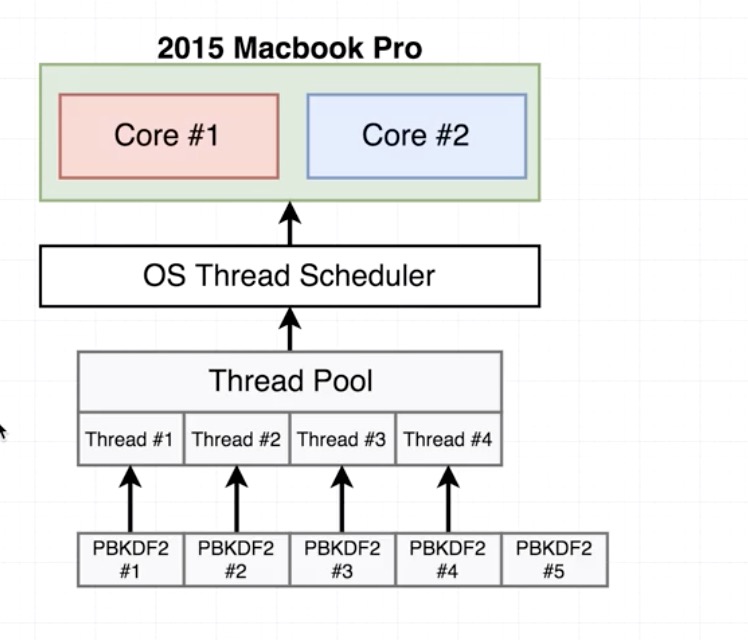 2015 Macbook Pro
Core #1
Core #2
OS Thread Scheduler
Thread Pool
Thread #1
Thread #2
Thread #3
Thread #4
PBKDF2
#1
PBKDF2
#2
PBKDF2
#3
PBKDF2
#4
PBKDF2
#5